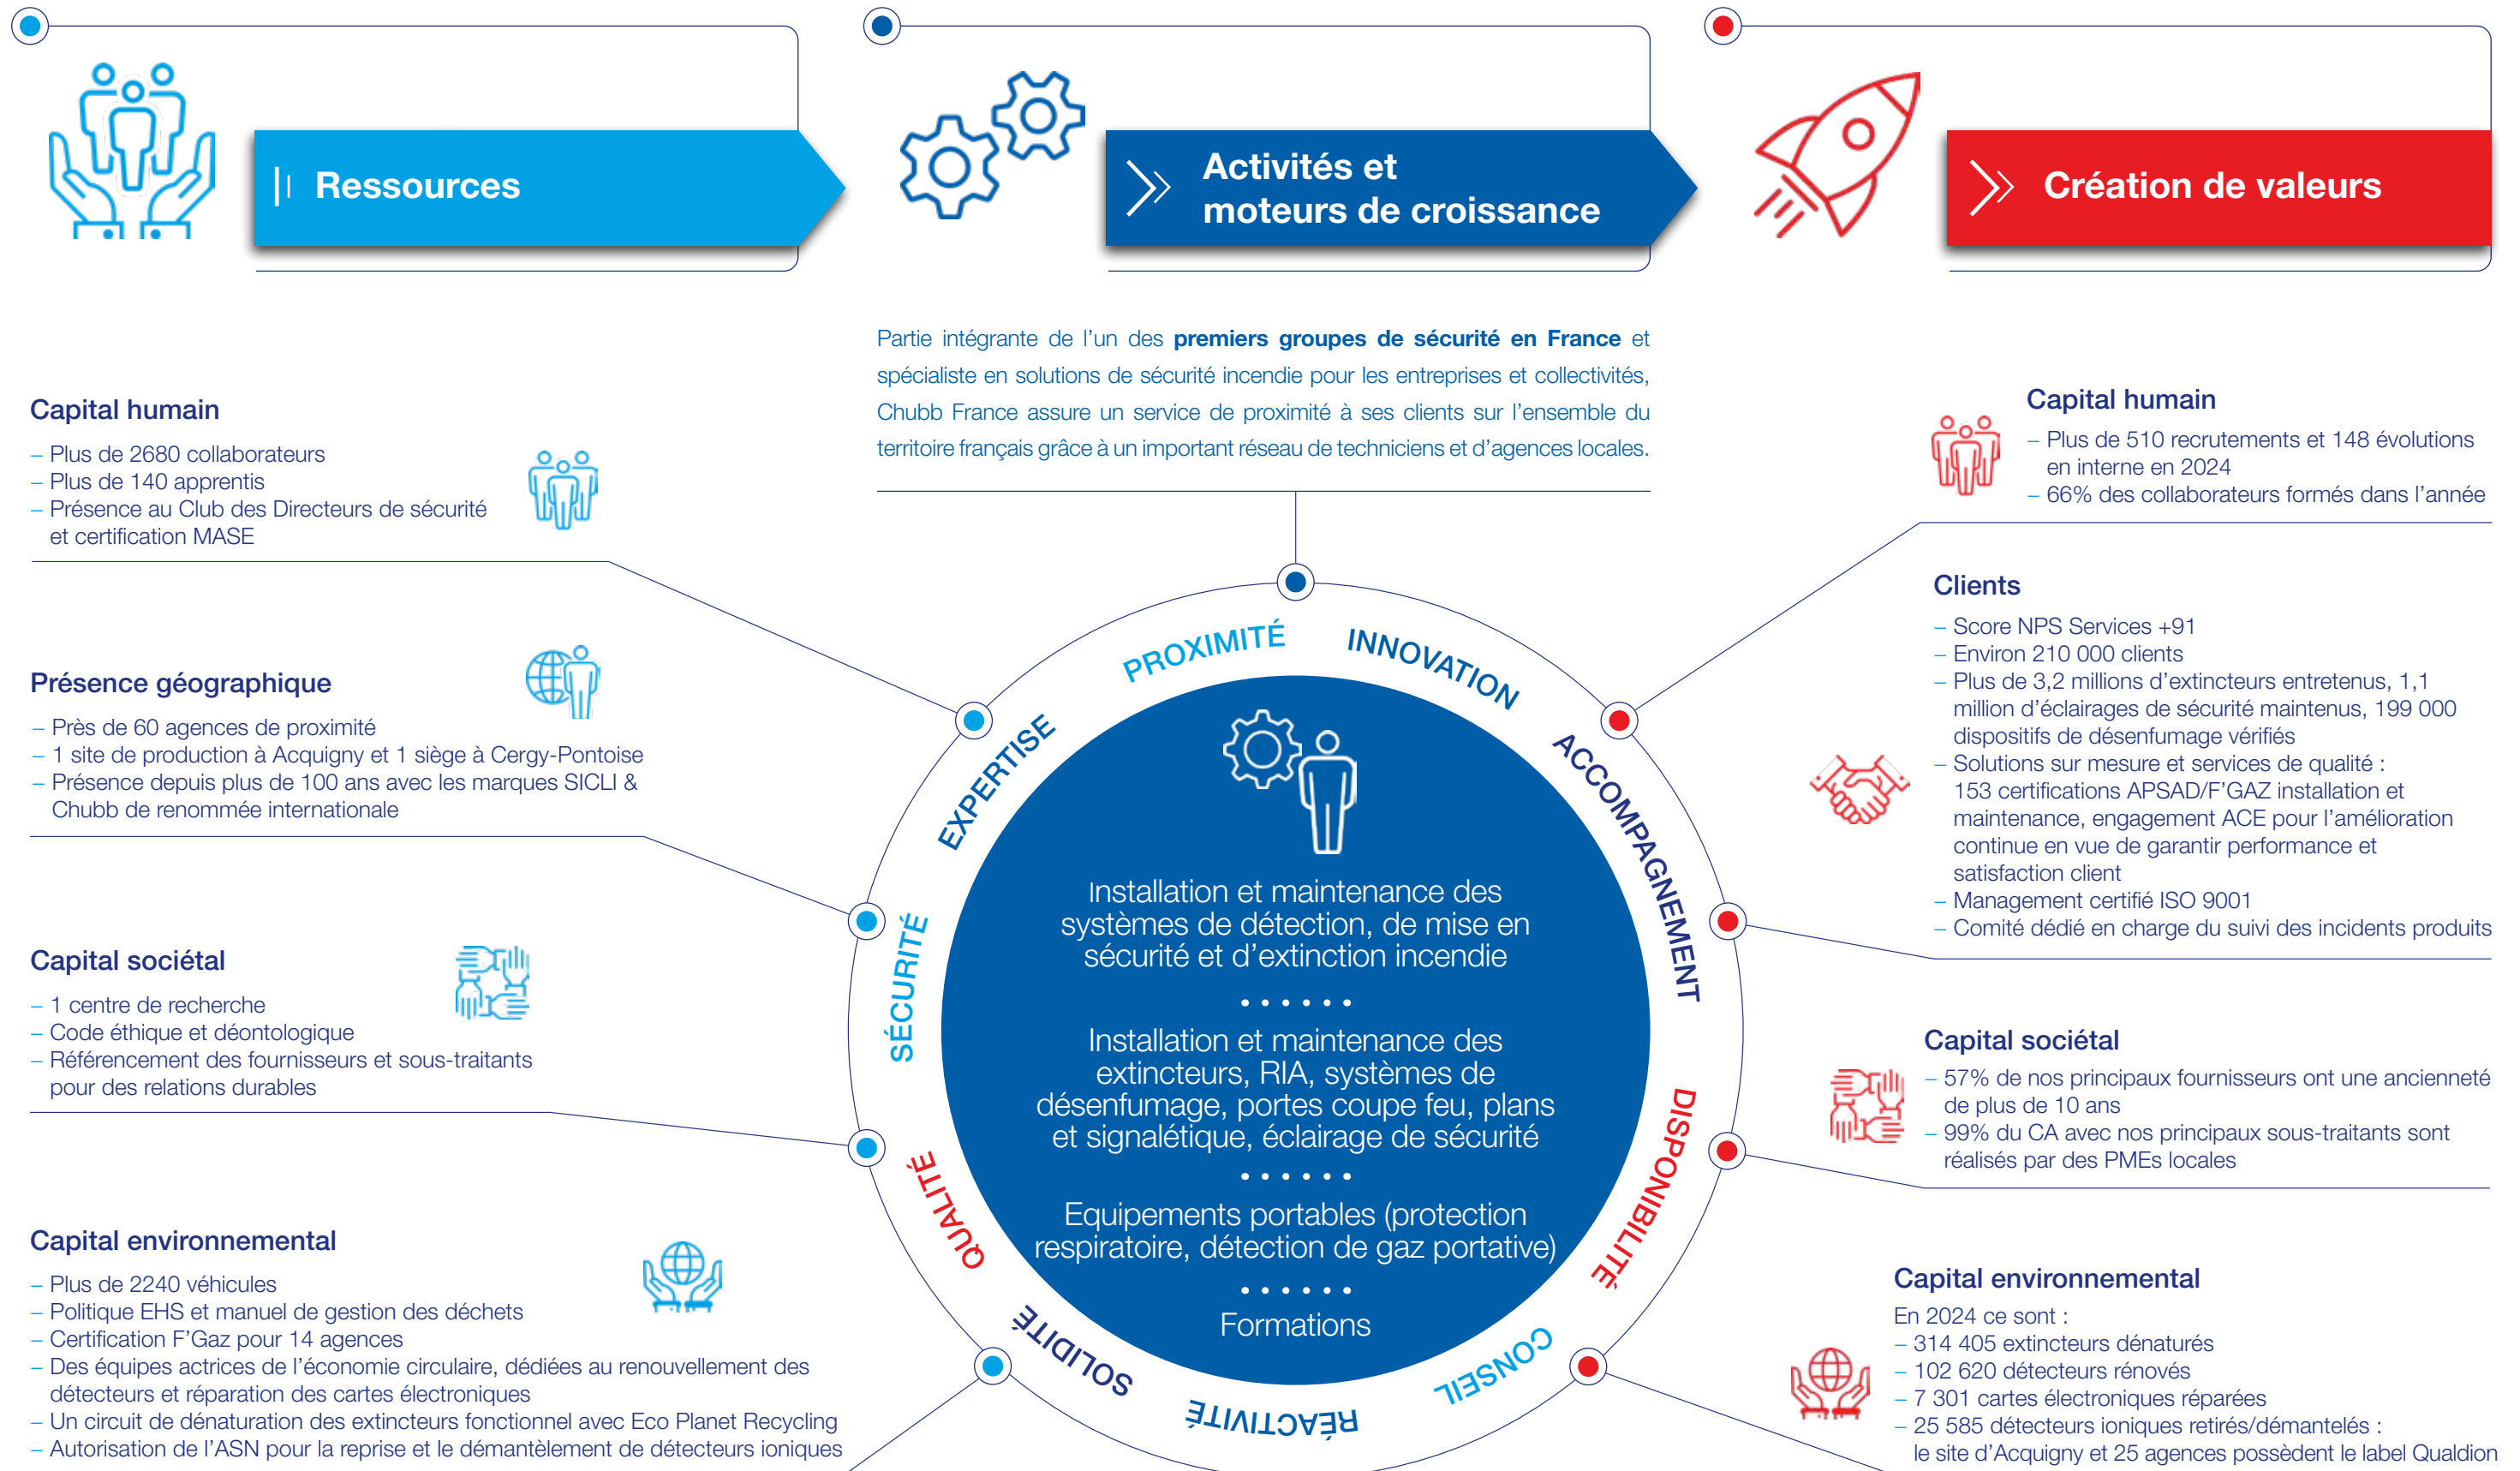 Ressources
Activités et
moteurs de croissance
Création de valeurs
Partie intégrante de l'un des premiers groupes de sécurité en France et
spécialiste en solutions de sécurité incendie pour les entreprises et collectivités,
Chubb France assure un service de proximité à ses clients sur l'ensemble du
territoire français grâce à un important réseau de techniciens et d'agences locales.
Capital humain
– Plus de 2680 collaborateurs
– Plus de 140 apprentis
– Présence au Club des Directeurs de sécurité
et certification MASE
Présence géographique
– Près de 60 agences de proximité
– 1 site de production à Acquigny et 1 siège à Cergy-Pontoise
– Présence depuis plus de 100 ans avec les marques SICLI &
Chubb de renommée internationale
Capital sociétal
– 1 centre de recherche
– Code éthique et déontologique
– Référencement des fournisseurs et sous-traitants
pour des relations durables
Capital environnemental
– Plus de 2240 véhicules
– Politique EHS et manuel de gestion des déchets
– Certification F'Gaz pour 14 agences
– Des équipes actrices de l'économie circulaire, dédiées au renouvellement des
détecteurs et réparation des cartes électroniques
– Un circuit de dénaturation des extincteurs fonctionnel avec Eco Planet Recycling
– Autorisation de l'ASN pour la reprise et le démantèlement de détecteurs ioniques
PROXIMITÉ
INNOVATION
ACCOMPAGNEMENT
DISPONIBILITÉ
CONSEIL
RÉACTIVITÉ
SOLIDITÉ
QUALITÉ
SÉCURITÉ
EXPERTISE
Installation et maintenance des
systèmes de détection, de mise en
sécurité et d'extinction incendie
Installation et maintenance des
extincteurs, RIA, systèmes de
désenfumage, portes coupe feu, plans
et signalétique, éclairage de sécurité
Equipements portables (protection
respiratoire, détection de gaz portative)
Formations
Capital humain
– Plus de 510 recrutements et 148 évolutions
en interne en 2024
– 66% des collaborateurs formés dans l'année
Clients
– Score NPS Services +91
– Environ 210 000 clients
– Plus de 3,2 millions d'extincteurs entretenus, 1,1
million d'éclairages de sécurité maintenus, 199 000
dispositifs de désenfumage vérifiés
– Solutions sur mesure et services de qualité :
153 certifications APSAD/F'GAZ installation et
maintenance, engagement ACE pour l'amélioration
continue en vue de garantir performance et
satisfaction client
– Management certifié ISO 9001
– Comité dédié en charge du suivi des incidents produits
Capital sociétal
– 57% de nos principaux fournisseurs ont une ancienneté
de plus de 10 ans
– 99% du CA avec nos principaux sous-traitants sont
réalisés par des PMEs locales
Capital environnemental
En 2024 ce sont :
– 314 405 extincteurs dénaturés
– 102 620 détecteurs rénovés
– 7 301 cartes électroniques réparées
– 25 585 détecteurs ioniques retirés/démantelés :
le site d'Acquigny et 25 agences possèdent le label Qualdion